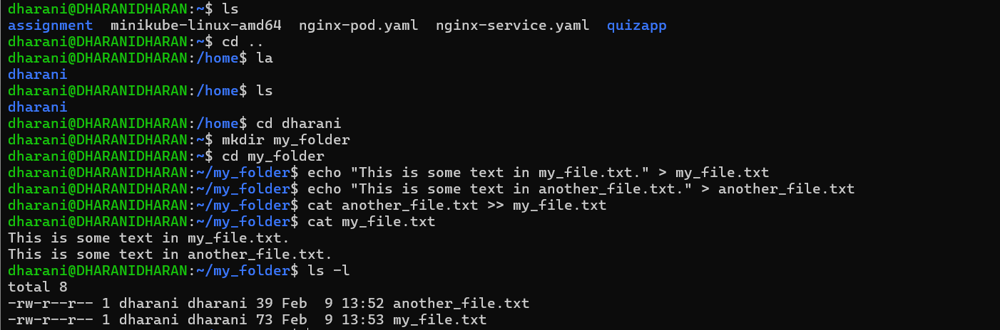 dharani@DHARANIDHARAN:~$ ls
assignment  minikube-linux-amd64  nginx-pod.yaml  nginx-service.yaml  quizapp
dharani@DHARANIDHARAN:~$ cd ..
dharani@DHARANIDHARAN:/home$ la
dharani
dharani@DHARANIDHARAN:/home$ ls
dharani
dharani@DHARANIDHARAN:/home$ cd dharani
dharani@DHARANIDHARAN:~$ mkdir my_folder
dharani@DHARANIDHARAN:~$ cd my_folder
dharani@DHARANIDHARAN:~/my_folder$ echo "This is some text in my_file.txt." > my_file.txt
dharani@DHARANIDHARAN:~/my_folder$ echo "This is some text in another_file.txt." > another_file.txt
dharani@DHARANIDHARAN:~/my_folder$ cat another_file.txt >> my_file.txt
dharani@DHARANIDHARAN:~/my_folder$ cat my_file.txt
This is some text in my_file.txt.
This is some text in another_file.txt.
dharani@DHARANIDHARAN:~/my_folder$ ls -l
total 8
-rw-r--r-- 1 dharani dharani 39 Feb  9 13:52 another_file.txt
-rw-r--r-- 1 dharani dharani 73 Feb  9 13:53 my_file.txt